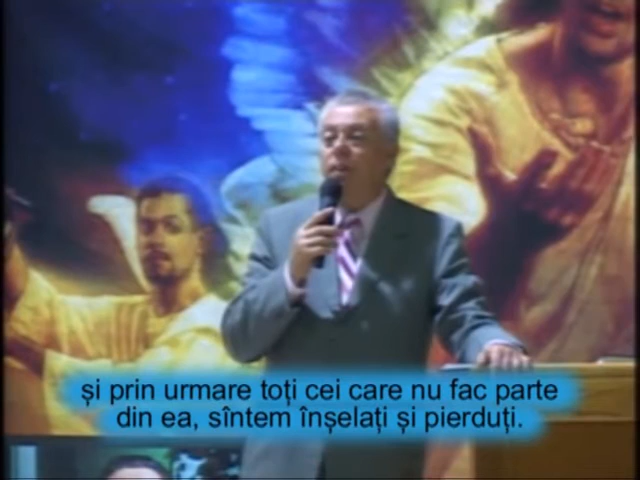 și prin urmare toți cei care nu fac parte
din ea, sîntem înșelați și pierduți.